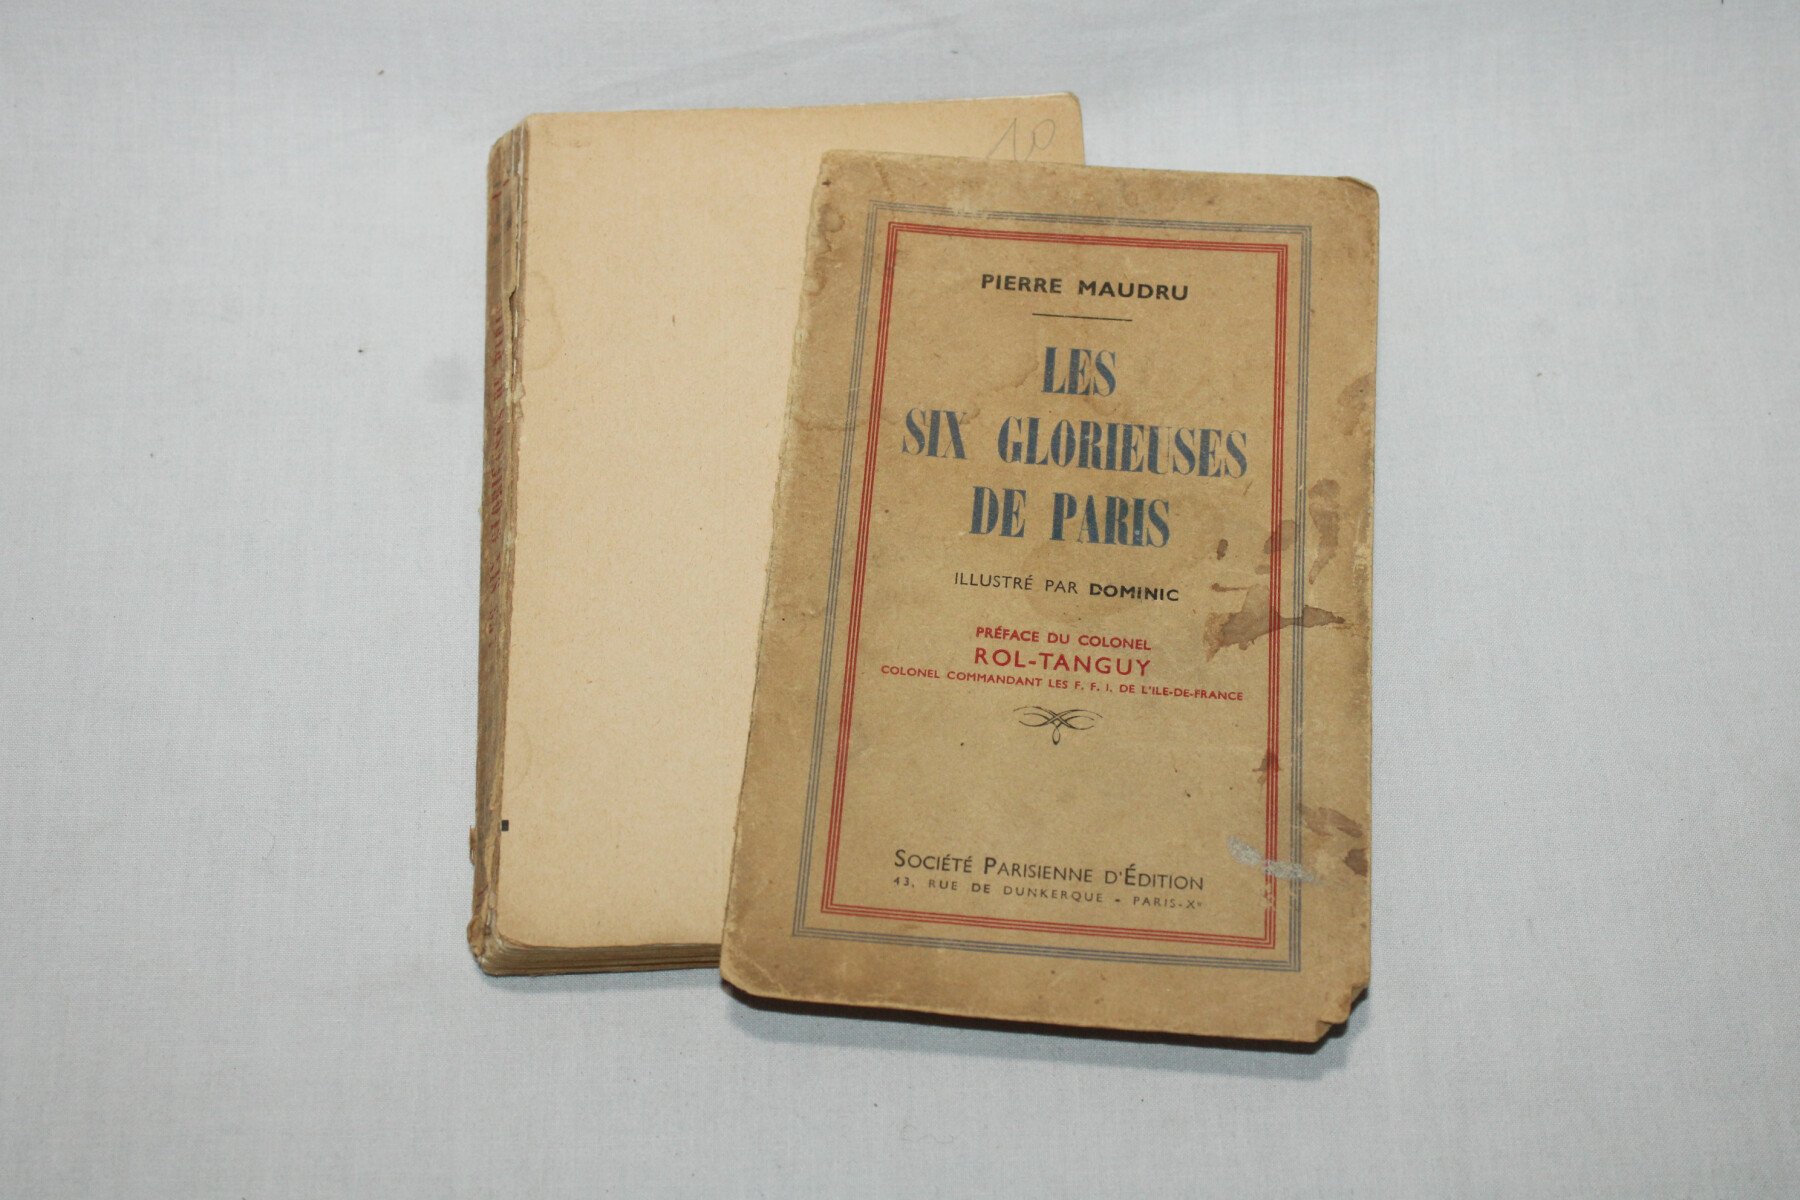 10
PIERRE MAUDRU
LES
SIX GLORIEUSES
DE PARIS
ILLUSTRÉ PAR DOMINIC
PRÉFACE DU COLONEL
ROL-TANGUY
COLONEL COMMANDANT LES F. F. I. DE L'ILE-DE-FRANCE
SOCIÉTÉ PARISIENNE D'ÉDITION
43, RUE DE DUNKERQUE - PARIS-Xe